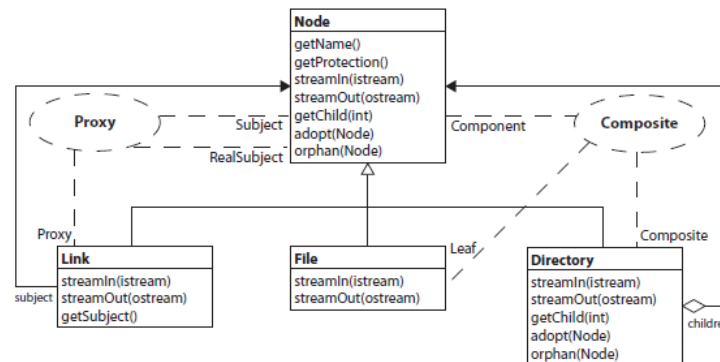 Node
getName()
getProtection()
streamIn(istream)
streamOut(ostream)
getChild(int)
adopt(Node)
orphan(Node)
Proxy
Subject
RealSubject
Component
Composite
Proxy
Leaf
Composite
Link
streamIn(istream)
streamOut(ostream)
getSubject()
subject
File
streamIn(istream)
streamOut(ostream)
Directory
streamIn(istream)
streamOut(ostream)
getChild(int)
adopt(Node)
orphan(Node)
childre